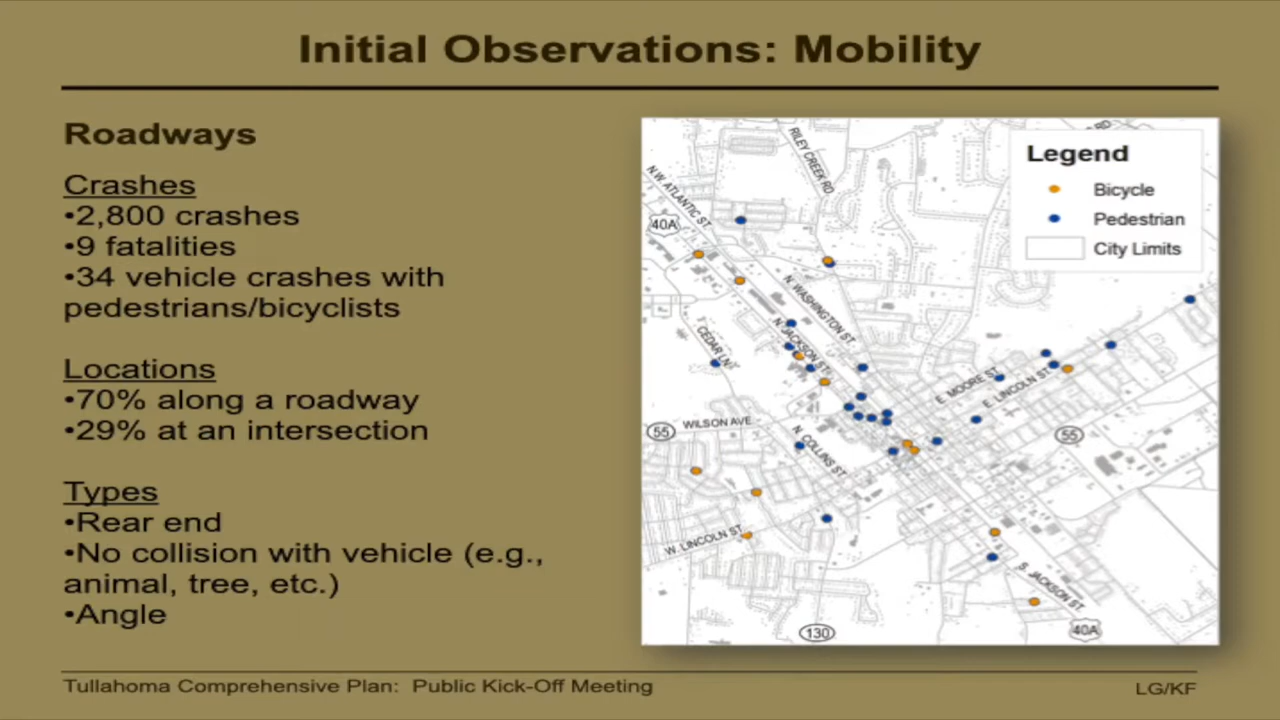 Initial Observations: Mobility
Roadways
Crashes
•2,800 crashes
•9 fatalities
•34 vehicle crashes with
pedestrians/bicyclists
Locations
•70% along a roadway
•29% at an intersection
Types
•Rear end
•No collision with vehicle (e.g.,
animal, tree, etc.)
•Angle
Legend
Bicycle
Pedestrian
City Limits
RD
RILEY CREEK RD
N.W. ATLANTIC ST.
40A
N. WASHINGTON ST.
N. JACKSON ST.
CEDAR LN
E. MOORE ST.
E. LINCOLN ST.
55
WILSON AVE
55
N. COLLINS ST.
W. LINCOLN ST.
S. JACKSON ST.
130
40A
Tullahoma Comprehensive Plan: Public Kick-Off Meeting
LG/KF